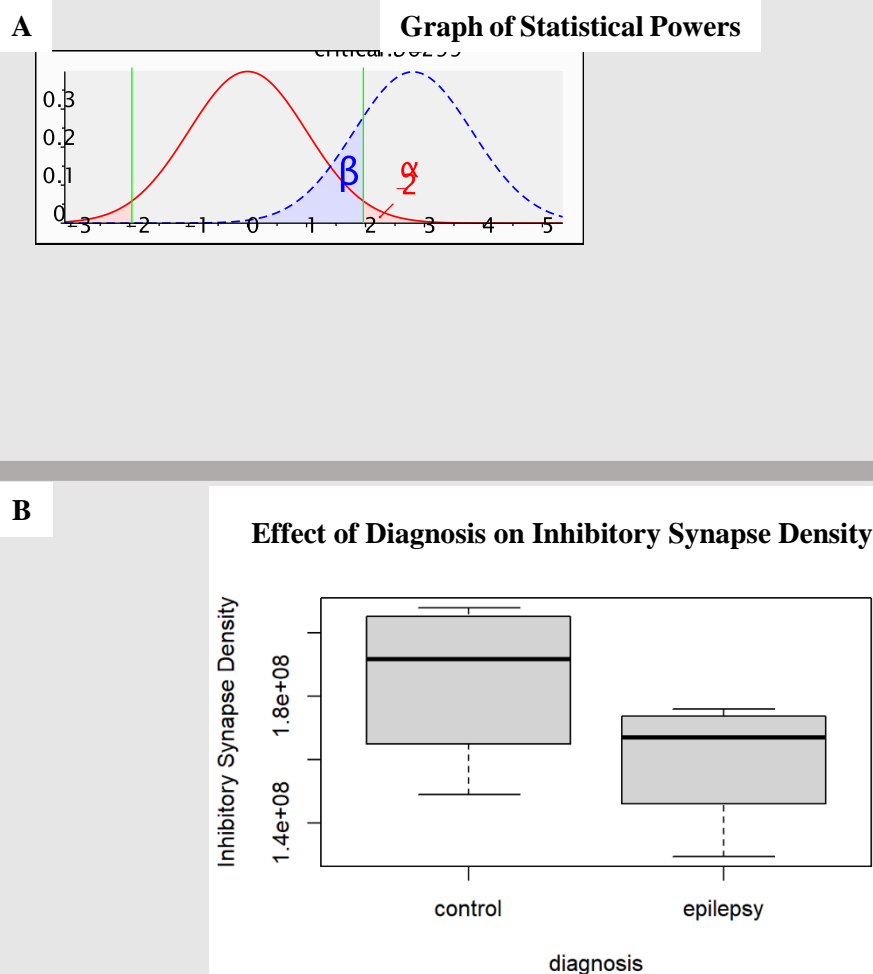 A
Graph of Statistical Powers
0.3
0.2
0.1
0
β
α
2
-3 -2 -1 0 1 2 3 4 5
B
Effect of Diagnosis on Inhibitory Synapse Density
Inhibitory Synapse Density
1.8e+08
1.4e+08
control epilepsy
diagnosis